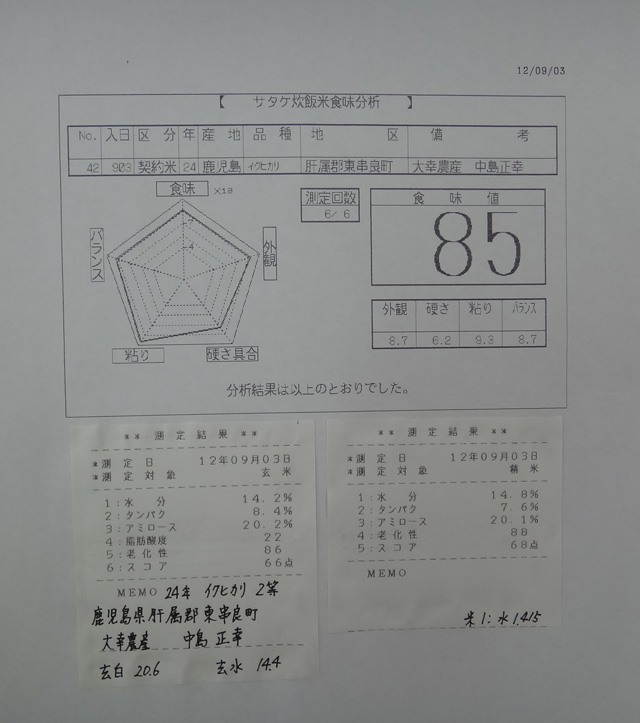 12/09/03
【 サタケ炊飯米食味分析 】
No. 入日 区分 年 産地 品種 地区 備考
42 903 契約米 24 鹿児島 イクヒカリ 肝属郡東串良町 大幸農産 中島正幸
食味 X10
測定回数
6/ 6
食味値
85
バランス
外観
粘り
硬さ具合
外観 硬さ 粘り バランス
8.7 6.2 9.3 8.7
分析結果は以上のとおりでした。
** 測定結果 **
*測定日 12年09月03日
*測定対象 玄米
1:水分 14.2%
2:タンパク 8.4%
3:アミロース 20.2%
4:脂肪酸度 22
5:老化性 86
6:スコア 66点
MEMO 24年 イクヒカリ 2等
鹿児島県肝属郡東串良町
大幸農産 中島正幸
玄白 20.6 玄水 14.4
** 測定結果 **
*測定日 12年09月03日
*測定対象 精米
1:水分 14.8%
2:タンパク 7.6%
3:アミロース 20.1%
4:老化性 88
5:スコア 68点
MEMO
米1:水1.415